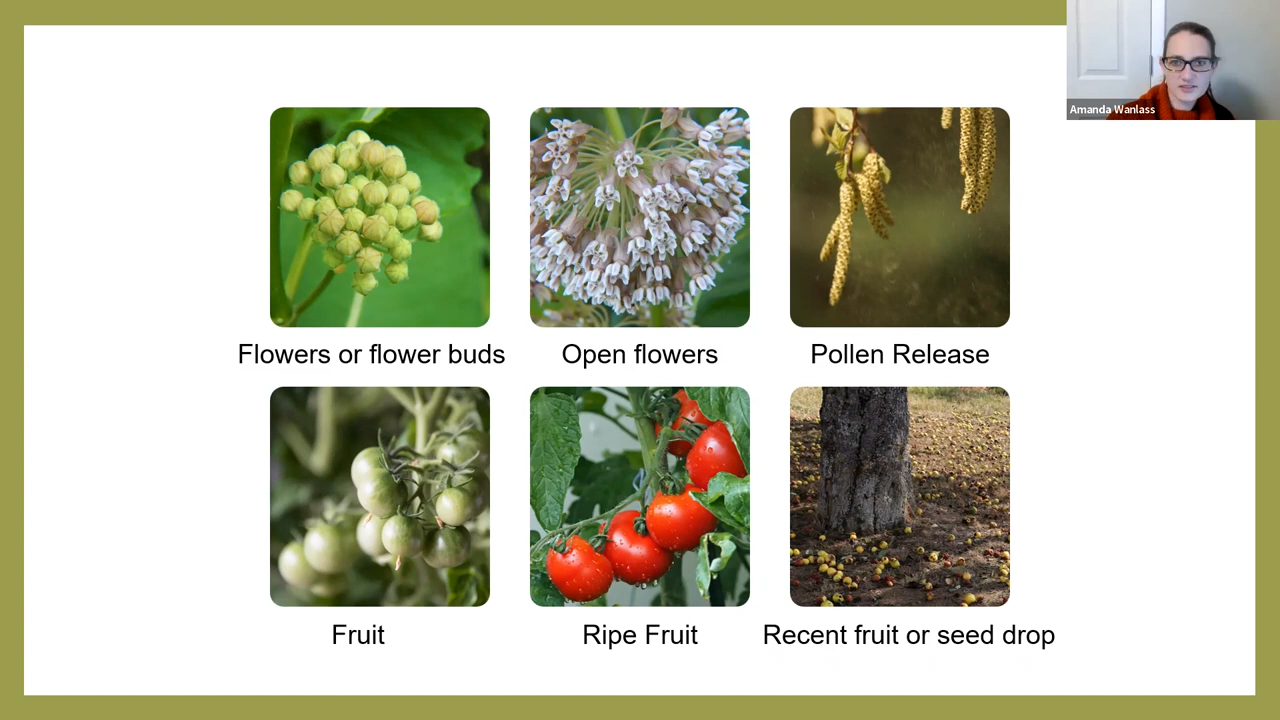 Amanda Wanlass
Flowers or flower buds
Open flowers
Pollen Release
Fruit
Ripe Fruit
Recent fruit or seed drop